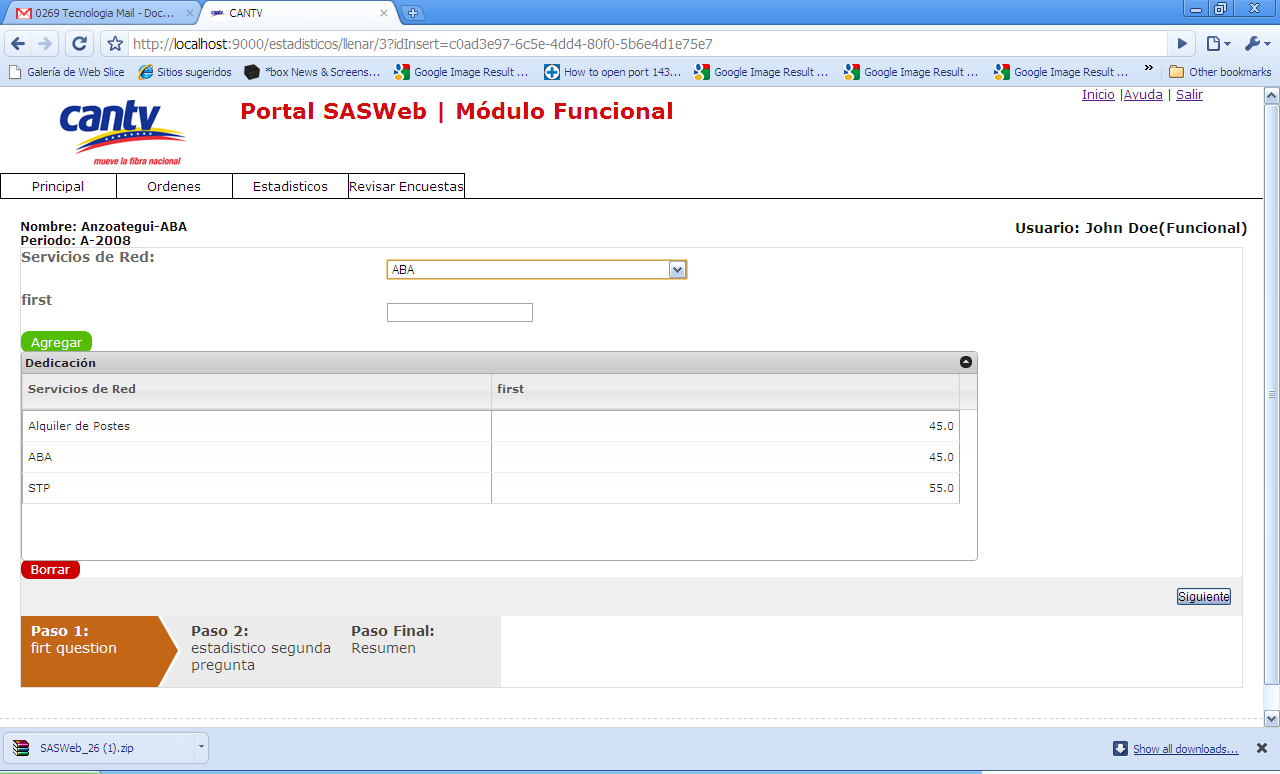 0269 Tecnologia Mail - Doc...
CANTV
http://localhost:9000/estadisticos/llenar/3?idInsert=c0ad3e97-6c5e-4dd4-80f0-5b6e4d1e75e7
Galería de Web Slice
Sitios sugeridos
*box News & Screens...
Google Image Result ...
How to open port 143...
Google Image Result ...
Google Image Result ...
Google Image Result ...
»
Other bookmarks
cantv
mueve la fibra nacional
Portal SASWeb | Módulo Funcional
Inicio |Ayuda | Salir
Principal
Ordenes
Estadisticos
Revisar Encuestas
Nombre: Anzoategui-ABA
Periodo: A-2008
Usuario: John Doe(Funcional)
Servicios de Red:
ABA
first
Agregar
Dedicación
Servicios de Red first
Alquiler de Postes 45.0
ABA 45.0
STP 55.0
Borrar
Siguiente
Paso 1:
firt question
Paso 2:
estadistico segunda
pregunta
Paso Final:
Resumen
SASWeb_26 (1).zip
Show all downloads...